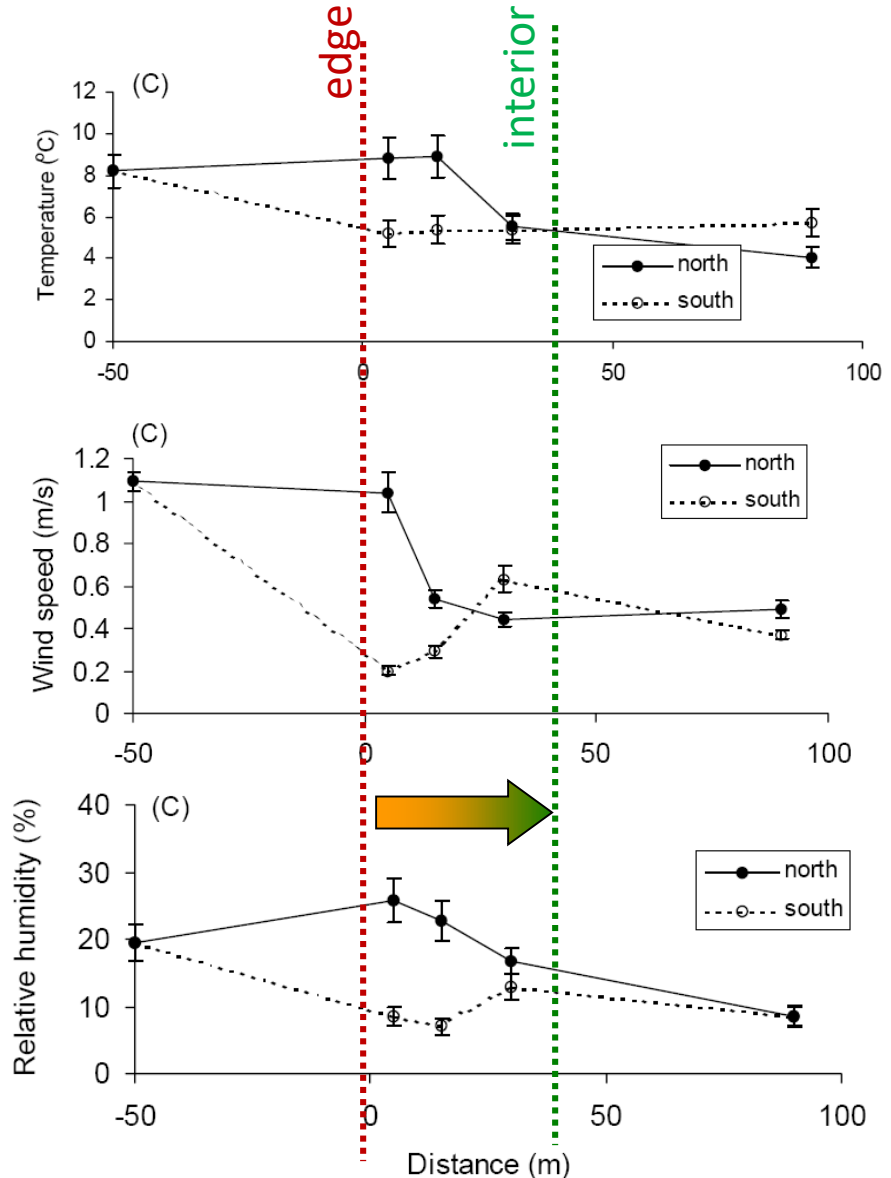 edge
interior
(C)
12
10
8
6
4
2
0
Temperature (⁰C)
north
south
-50
0
50
100
(C)
1.2
1
0.8
0.6
0.4
0.2
0
Wind speed (m/s)
north
south
-50
0
50
100
(C)
40
30
20
10
0
Relative humidity (%)
north
south
-50
0
50
100
Distance (m)